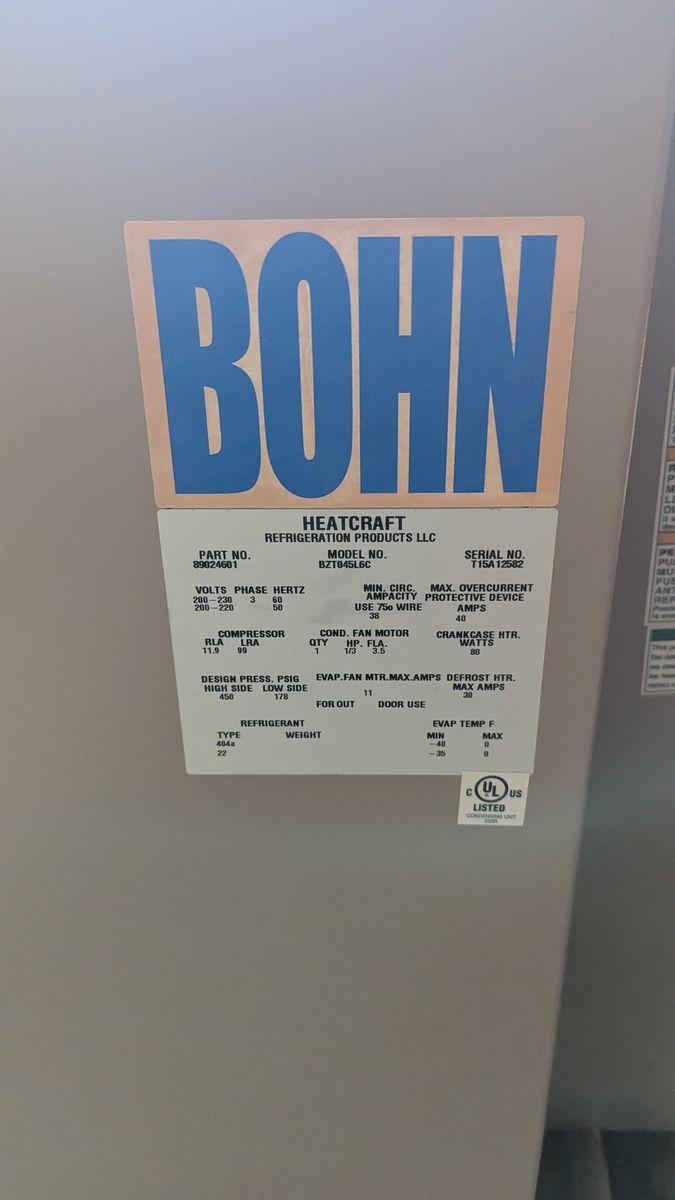 BOHN
HEATCRAFT
REFRIGERATION PRODUCTS LLC
PART NO. MODEL NO. SERIAL NO.
89024601 BZT045L6C T15A12582
VOLTS PHASE HERTZ MIN. CIRC. MAX. OVERCURRENT
200-230 3 60 AMPACITY PROTECTIVE DEVICE
200-220 50 USE 75o WIRE AMPS
38 40
COMPRESSOR COND. FAN MOTOR CRANKCASE HTR.
RLA LRA QTY HP. FLA. WATTS
11.9 99 1 1/3 3.5 80
DESIGN PRESS. PSIG EVAP.FAN MTR.MAX.AMPS DEFROST HTR.
HIGH SIDE LOW SIDE 11 MAX AMPS
450 178 30
FOR OUT DOOR USE
REFRIGERANT EVAP TEMP F
TYPE WEIGHT MIN MAX
404a -40 0
22 -35 0
C UL US
LISTED
CONDENSING UNIT